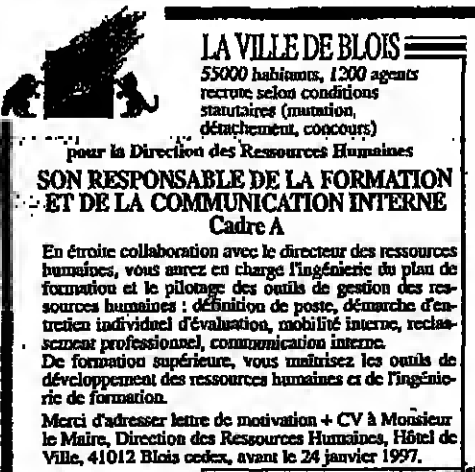 LA VILLE DE BLOIS
55000 habitants, 1200 agents
recrute selon conditions
statutaires (mutation,
détachement, concours)
pour la Direction des Ressources Humaines
SON RESPONSABLE DE LA FORMATION
ET DE LA COMMUNICATION INTERNE
Cadre A
En étroite collaboration avec le directeur des ressources
humaines, vous aurez en charge l'ingénierie du plan de
formation et le pilotage des outils de gestion des res-
sources humaines : définition de poste, démarche d'en-
tretien individuel d'évaluation, mobilité interne, reclas-
sement professionnel, communication interne.
De formation supérieure, vous maîtrisez les outils de
développement des ressources humaines et de l'ingénie-
rie de formation.
Merci d'adresser lettre de motivation + CV à Monsieur
le Maire, Direction des Ressources Humaines, Hôtel de
Ville, 41012 Blois cedex, avant le 24 janvier 1997.